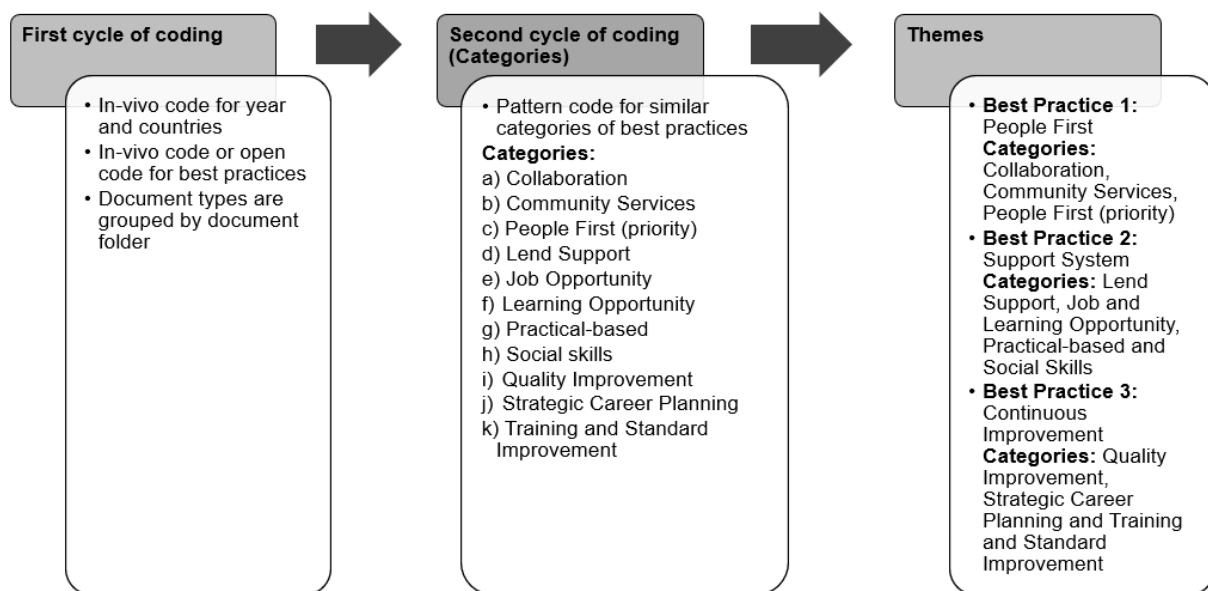 First cycle of coding
• In-vivo code for year
and countries
• In-vivo code or open
code for best practices
• Document types are
grouped by document
folder
Second cycle of coding
(Categories)
• Pattern code for similar
categories of best practices
Categories:
a) Collaboration
b) Community Services
c) People First (priority)
d) Lend Support
e) Job Opportunity
f) Learning Opportunity
g) Practical-based
h) Social skills
i) Quality Improvement
j) Strategic Career Planning
k) Training and Standard
Improvement
Themes
• Best Practice 1:
People First
Categories:
Collaboration,
Community Services,
People First (priority)
• Best Practice 2:
Support System
Categories: Lend
Support, Job and
Learning Opportunity,
Practical-based and
Social Skills
• Best Practice 3:
Continuous
Improvement
Categories: Quality
Improvement,
Strategic Career
Planning and Training
and Standard
Improvement